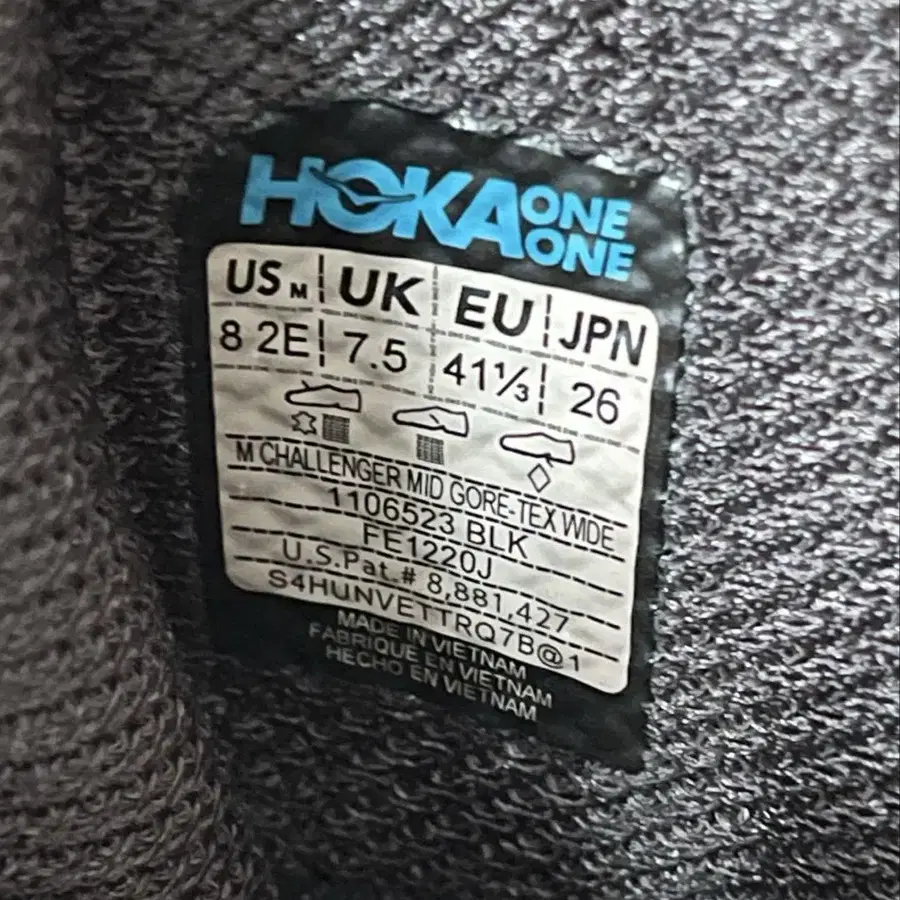 HOKA ONE ONE
US M UK EU JPN
8 2E 7.5 41⅓ 26
M CHALLENGER MID GORE-TEX WIDE
1106523 BLK
FE1220J
U.S.Pat.# 8,881,427
S4HUNVETTRQ7B@1
MADE IN VIETNAM
FABRIQUE EN VIETNAM
HECHO EN VIETNAM